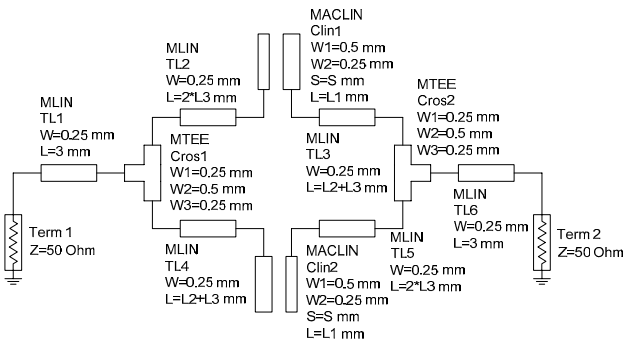 MACLIN
Clin1
W1=0.5 mm
W2=0.25 mm
S=S mm
L=L1 mm
MLIN
TL2
W=0.25 mm
L=2*L3 mm
MTEE
Cros2
W1=0.25 mm
W2=0.5 mm
W3=0.25 mm
MLIN
TL1
W=0.25 mm
L=3 mm
MTEE
Cros1
W1=0.25 mm
W2=0.5 mm
W3=0.25 mm
MLIN
TL3
W=0.25 mm
L=L2+L3 mm
MLIN
TL6
W=0.25 mm
L=3 mm
Term 1
Z=50 Ohm
Term 2
Z=50 Ohm
MLIN
TL4
W=0.25 mm
L=L2+L3 mm
MACLIN
Clin2
W1=0.5 mm
W2=0.25 mm
S=S mm
L=L1 mm
MLIN
TL5
W=0.25 mm
L=2*L3 mm